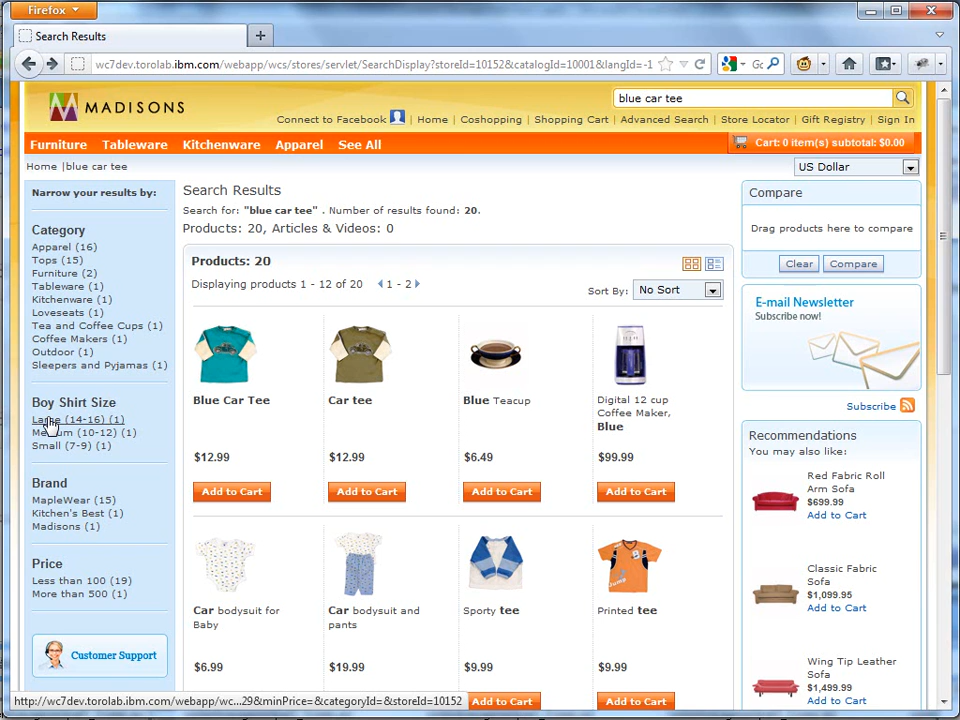 Firefox
Search Results
wc7dev.torolab.ibm.com/webapp/wcs/stores/servlet/SearchDisplay?storeId=10152&catalogId=10001&langId=-1
MADISONS
blue car tee
Connect to Facebook | Home | Coshopping | Shopping Cart | Advanced Search | Store Locator | Gift Registry | Sign In
Furniture Tableware Kitchenware Apparel See All
Cart: 0 item(s) subtotal: $0.00
Home |blue car tee
US Dollar
Narrow your results by:
Category
Apparel (16)
Tops (15)
Furniture (2)
Tableware (1)
Kitchenware (1)
Loveseats (1)
Tea and Coffee Cups (1)
Coffee Makers (1)
Outdoor (1)
Sleepers and Pyjamas (1)
Boy Shirt Size
Large (14-16) (1)
Medium (10-12) (1)
Small (7-9) (1)
Brand
MapleWear (15)
Kitchen's Best (1)
Madisons (1)
Price
Less than 100 (19)
More than 500 (1)
Customer Support
Search Results
Search for: "blue car tee" . Number of results found: 20.
Products: 20, Articles & Videos: 0
Products: 20
Displaying products 1 - 12 of 20 1 - 2
Sort By: No Sort
Blue Car Tee
$12.99
Add to Cart
Car tee
$12.99
Add to Cart
Blue Teacup
$6.49
Add to Cart
Digital 12 cup
Coffee Maker,
Blue
$99.99
Add to Cart
Car bodysuit for
Baby
$6.99
Car bodysuit and
pants
$19.99
Sporty tee
$9.99
Add to Cart
Printed tee
$9.99
Add to Cart
Compare
Drag products here to compare
Clear Compare
E-mail Newsletter
Subscribe now!
Subscribe
Recommendations
You may also like:
Red Fabric Roll
Arm Sofa
$699.99
Add to Cart
Classic Fabric
Sofa
$1,099.95
Add to Cart
Wing Tip Leather
Sofa
$1,499.99
Add to Cart
http://wc7dev.torolab.ibm.com/webapp/wc...29&minPrice=&categoryId=&storeId=10152